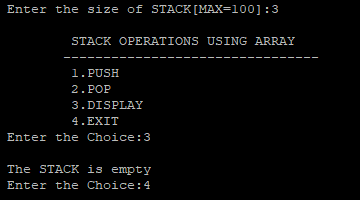 Enter the size of STACK[MAX=100]:3
STACK OPERATIONS USING ARRAY
--------------------------------
1.PUSH
2.POP
3.DISPLAY
4.EXIT
Enter the Choice:3
The STACK is empty
Enter the Choice:4